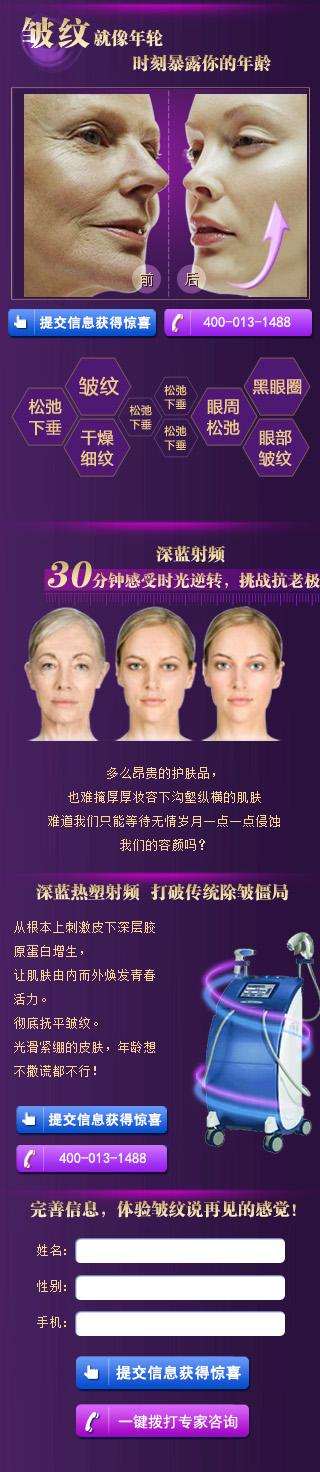 皱纹就像年轮
时刻暴露你的年龄
前
后
提交信息获得惊喜
400-013-1488
松弛
下垂
皱纹
干燥
细纹
松弛
下垂
松弛
下垂
松弛
下垂
眼周
松弛
黑眼圈
眼部
皱纹
深蓝射频
30分钟感受时光逆转，挑战抗老极
多么昂贵的护肤品，
也难掩厚厚妆容下沟壑纵横的肌肤
难道我们只能等待无情岁月一点一点侵蚀
我们的容颜吗？
深蓝热塑射频 打破传统除皱僵局
从根本上刺激皮下深层胶
原蛋白增生，
让肌肤由内而外焕发青春
活力。
彻底抚平皱纹。
光滑紧绷的皮肤，年龄想
不撒谎都不行！
提交信息获得惊喜
400-013-1488
完善信息，体验皱纹说再见的感觉！
姓名：
性别：
手机：
提交信息获得惊喜
一键拨打专家咨询